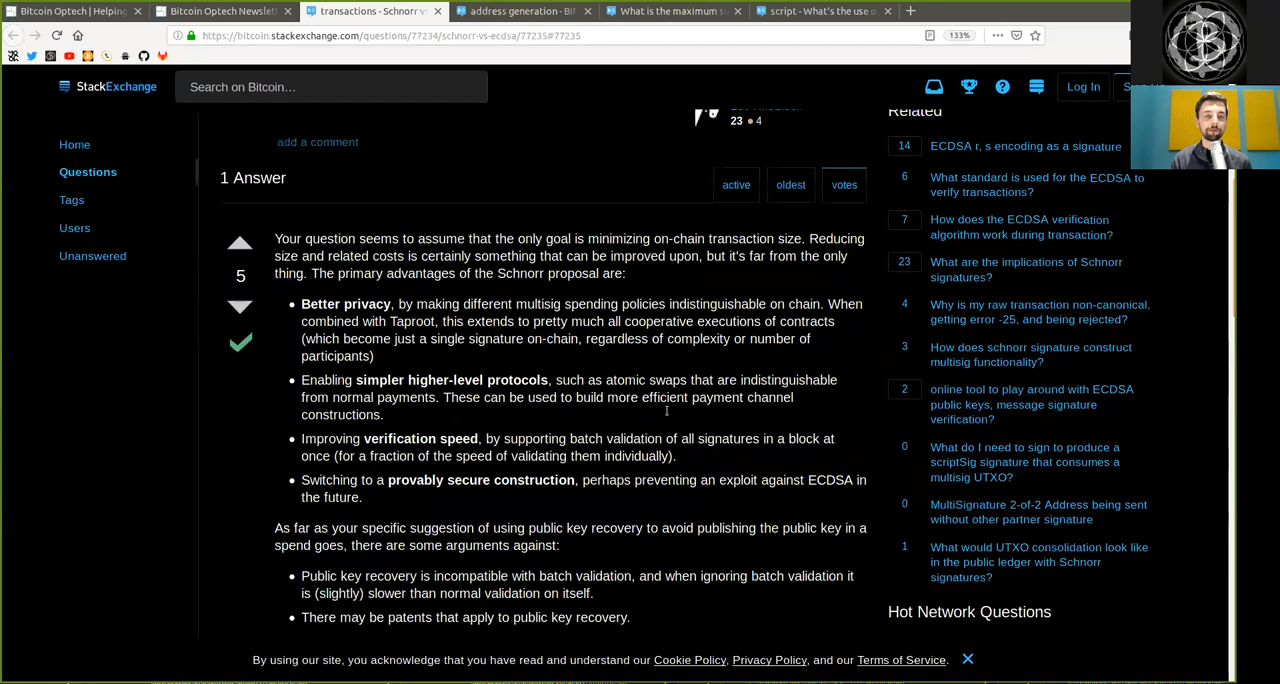 Bitcoin Optech | Helping
Bitcoin Optech Newslett
transactions - Schnorr v
address generation - BI
What is the maximum s
script - What's the use o
https://bitcoin.stackexchange.com/questions/77234/schnorr-vs-ecdsa/77235#77235
133%
StackExchange
Search on Bitcoin…
Log In
Home
Questions
Tags
Users
Unanswered
23 ● 4
add a comment
1 Answer
active
oldest
votes
5
Your question seems to assume that the only goal is minimizing on-chain transaction size. Reducing
size and related costs is certainly something that can be improved upon, but it's far from the only
thing. The primary advantages of the Schnorr proposal are:
• Better privacy, by making different multisig spending policies indistinguishable on chain. When
combined with Taproot, this extends to pretty much all cooperative executions of contracts
(which become just a single signature on-chain, regardless of complexity or number of
participants)
• Enabling simpler higher-level protocols, such as atomic swaps that are indistinguishable
from normal payments. These can be used to build more efficient payment channel
constructions.
• Improving verification speed, by supporting batch validation of all signatures in a block at
once (for a fraction of the speed of validating them individually).
• Switching to a provably secure construction, perhaps preventing an exploit against ECDSA in
the future.
As far as your specific suggestion of using public key recovery to avoid publishing the public key in a
spend goes, there are some arguments against:
• Public key recovery is incompatible with batch validation, and when ignoring batch validation it
is (slightly) slower than normal validation on itself.
• There may be patents that apply to public key recovery.
Related
14 ECDSA r, s encoding as a signature
6 What standard is used for the ECDSA to
verify transactions?
7 How does the ECDSA verification
algorithm work during transaction?
23 What are the implications of Schnorr
signatures?
4 Why is my raw transaction non-canonical,
getting error -25, and being rejected?
3 How does schnorr signature construct
multisig functionality?
2 online tool to play around with ECDSA
public keys, message signature
verification?
0 What do I need to sign to produce a
scriptSig signature that consumes a
multisig UTXO?
0 MultiSignature 2-of-2 Address being sent
without other partner signature
1 What would UTXO consolidation look like
in the public ledger with Schnorr
signatures?
Hot Network Questions
By using our site, you acknowledge that you have read and understand our Cookie Policy, Privacy Policy, and our Terms of Service.